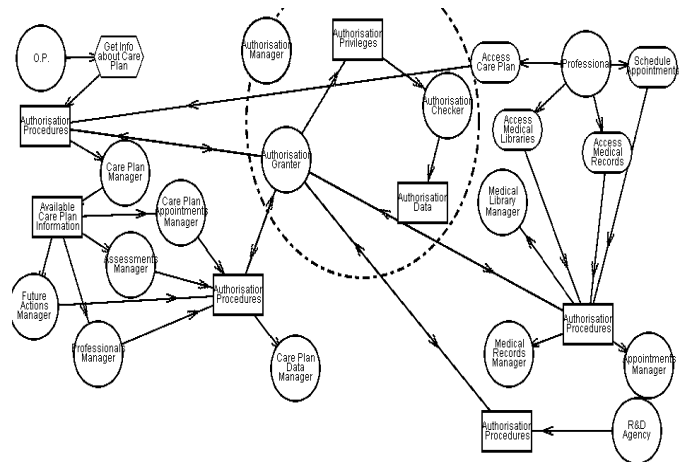 O.P.
Get Info
about Care
Plan
Authorisation
Manager
Authorisation
Privileges
Access
Care Plan
Professional
Schedule
Appointments
Authorisation
Procedures
Authorisation
Checker
Access
Medical
Libraries
Access
Medical
Records
Care Plan
Manager
Authorisation
Granter
Available
Care Plan
Information
Care Plan
Appointments
Manager
Authorisation
Data
Medical
Library
Manager
Assessments
Manager
Future
Actions
Manager
Authorisation
Procedures
Authorisation
Procedures
Professionals
Manager
Care Plan
Data
Manager
Medical
Records
Manager
Appointments
Manager
Authorisation
Procedures
R&D
Agency